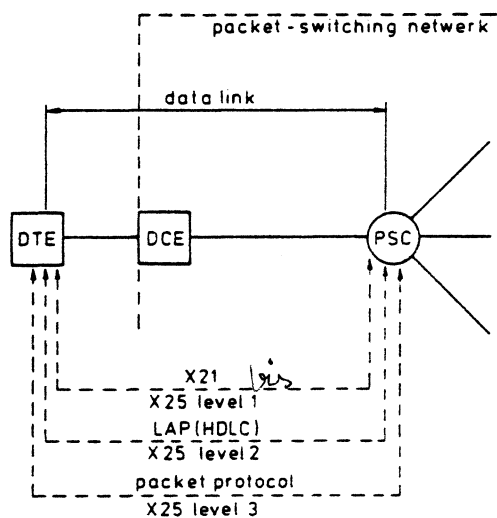 packet-switching netwerk
data link
DTE
DCE
PSC
X21 bis
X25 level 1
LAP(HDLC)
X25 level 2
packet protocol
X25 level 3